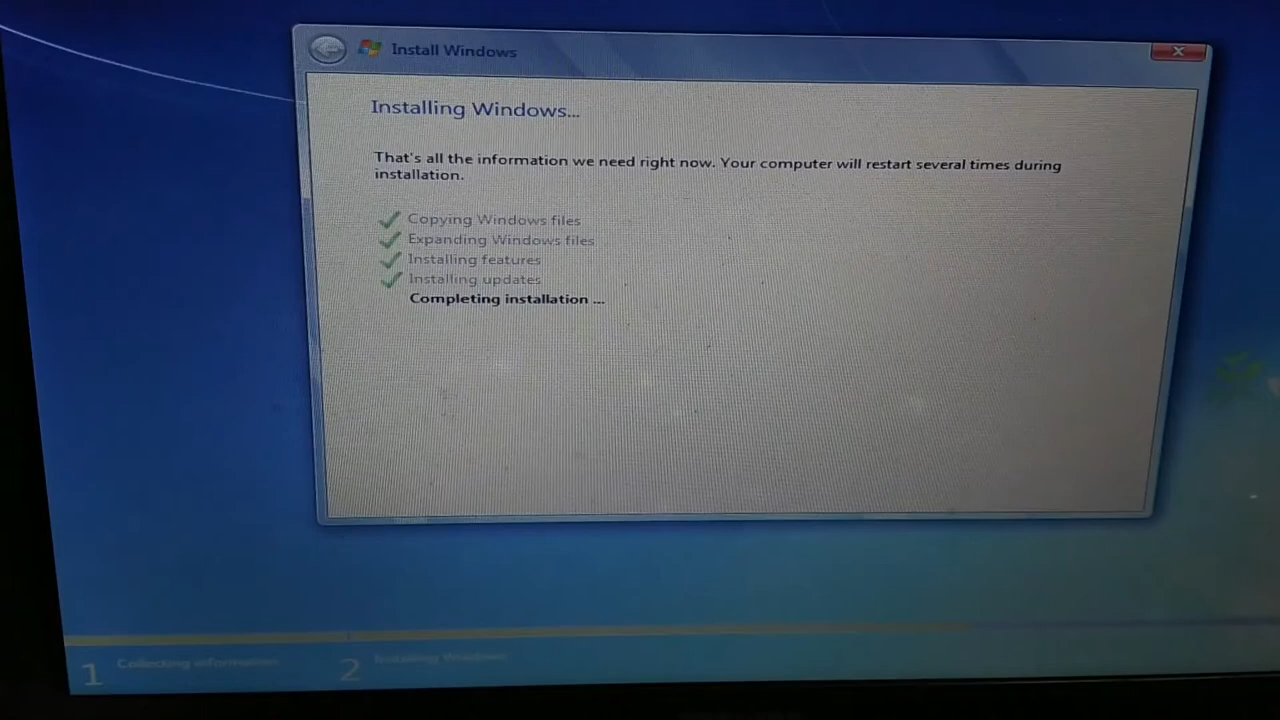 Install Windows
Installing Windows...
That's all the information we need right now. Your computer will restart several times during
installation.
Copying Windows files
Expanding Windows files
Installing features
Installing updates
Completing installation ...
1 Collecting information
2 Installing Windows